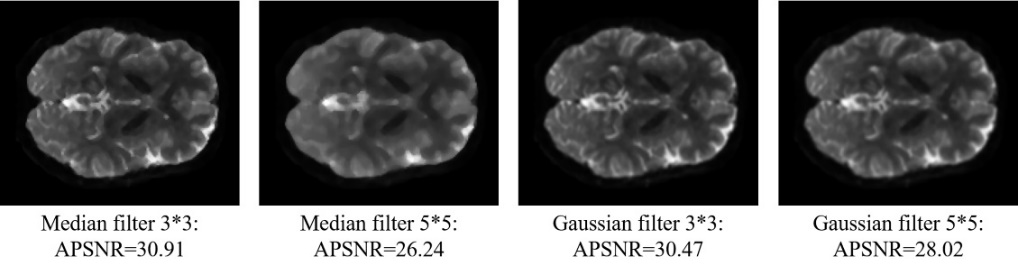 Median filter 3*3:
APSNR=30.91
Median filter 5*5:
APSNR=26.24
Gaussian filter 3*3:
APSNR=30.47
Gaussian filter 5*5:
APSNR=28.02